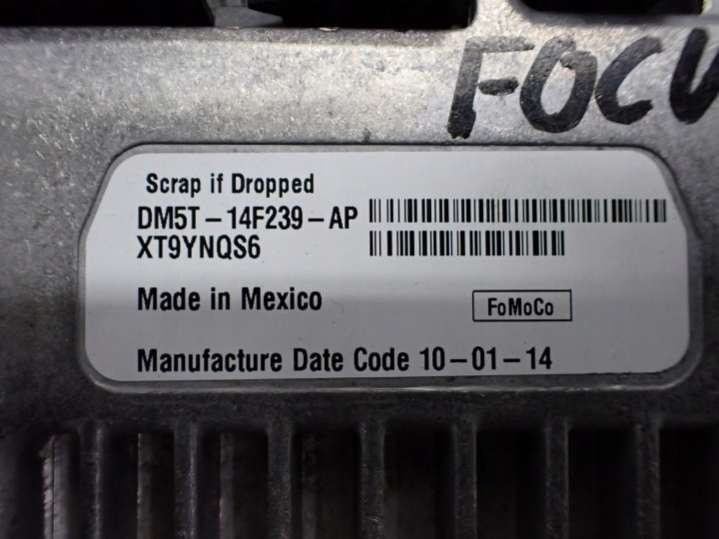 FOCU
Scrap if Dropped
DM5T-14F239-AP
XT9YNQS6
Made in Mexico
FoMoCo
Manufacture Date Code 10-01-14